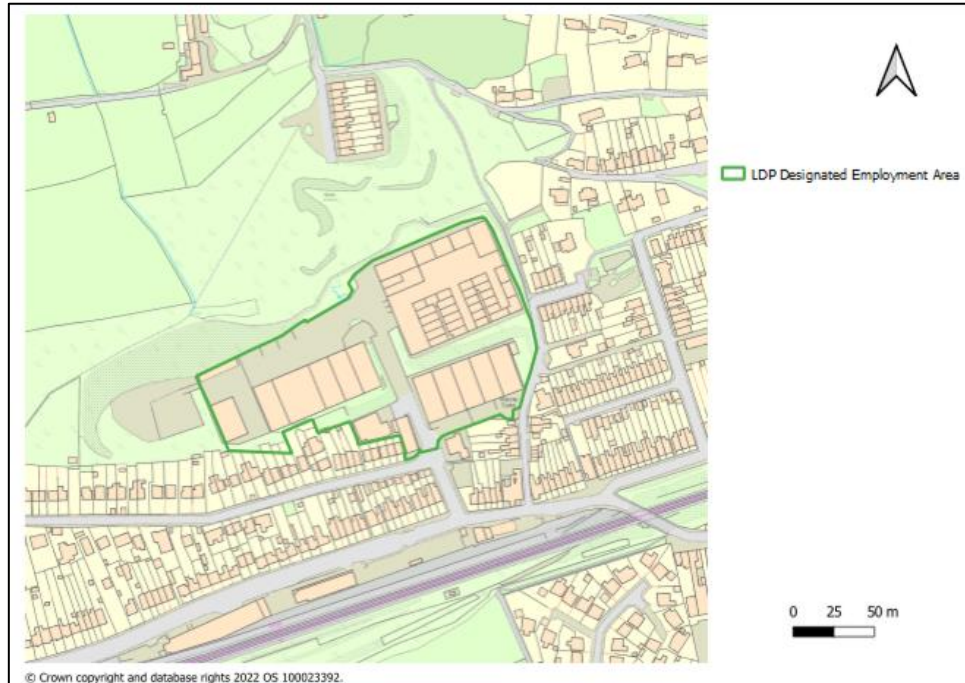 LDP Designated Employment Area
0 25 50 m
© Crown copyright and database rights 2022 OS 100023392.